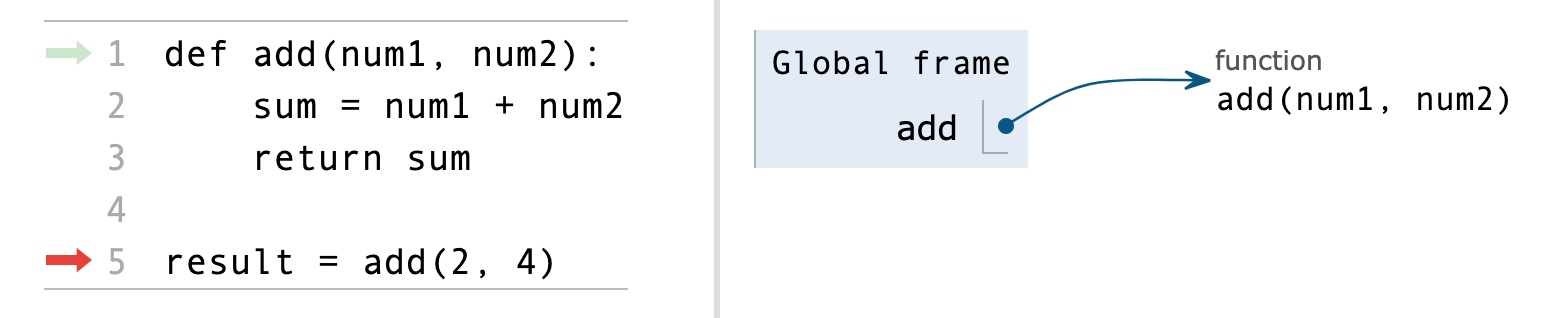 1 def add(num1, num2):
2     sum = num1 + num2
3     return sum
4
5 result = add(2, 4)
Global frame
add
function
add(num1, num2)